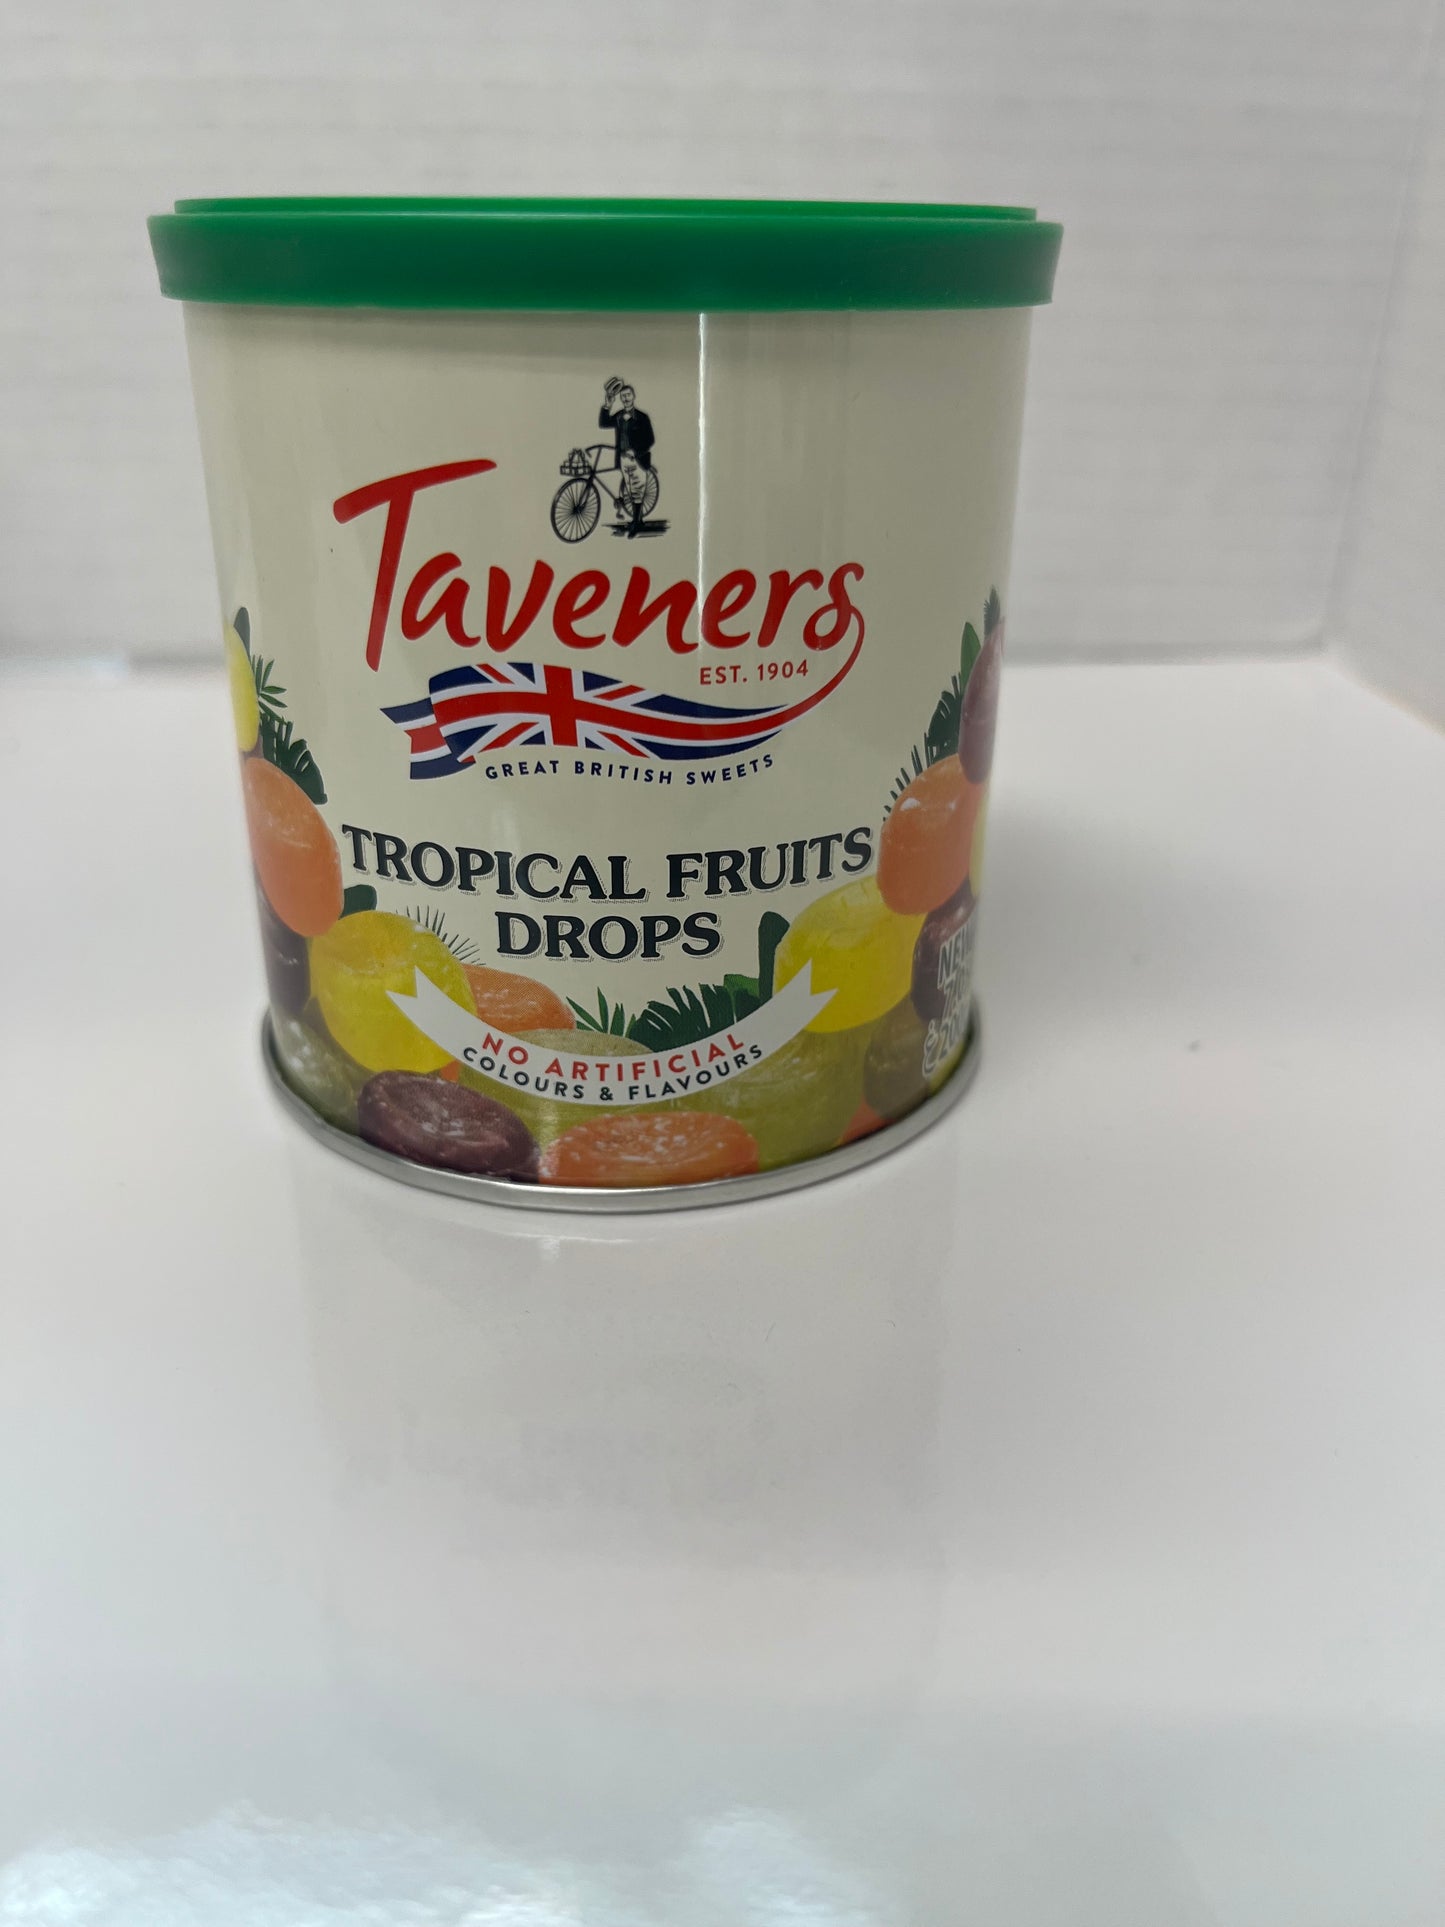 Taveners
EST. 1904
GREAT BRITISH SWEETS
TROPICAL FRUITS
DROPS
NO ARTIFICIAL
COLOURS & FLAVOURS